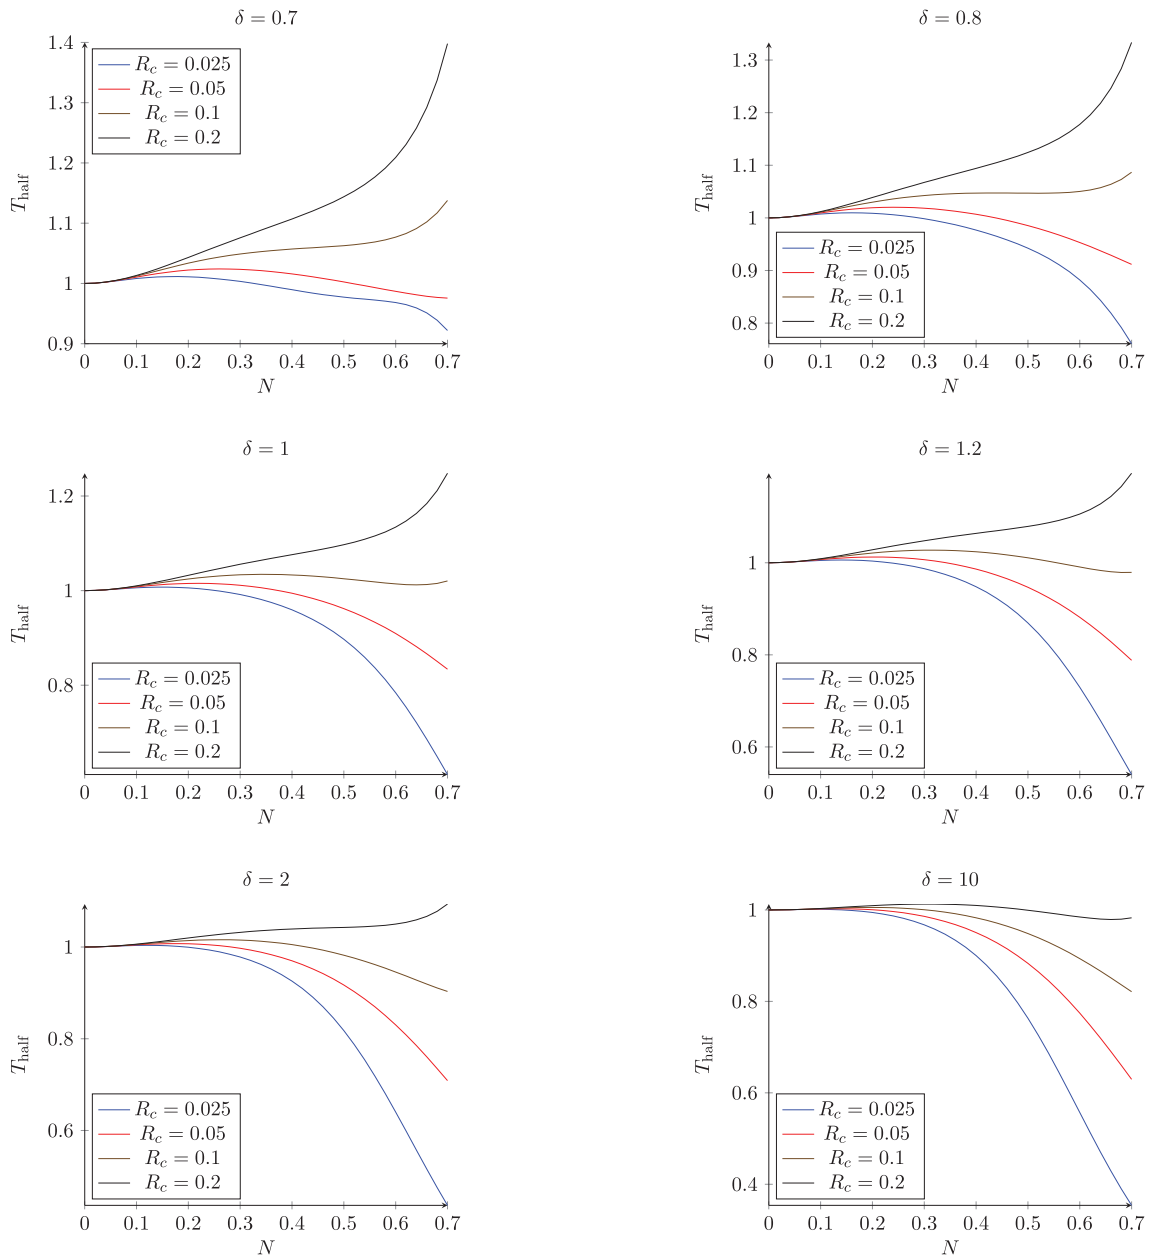 δ = 0.7
1.4
1.3
1.2
1.1
1
0.9
T_half
R_c = 0.025
R_c = 0.05
R_c = 0.1
R_c = 0.2
0 0.1 0.2 0.3 0.4 0.5 0.6 0.7
N
δ = 0.8
1.3
1.2
1.1
1
0.9
0.8
T_half
R_c = 0.025
R_c = 0.05
R_c = 0.1
R_c = 0.2
0 0.1 0.2 0.3 0.4 0.5 0.6 0.7
N
δ = 1
1.2
1
0.8
T_half
R_c = 0.025
R_c = 0.05
R_c = 0.1
R_c = 0.2
0 0.1 0.2 0.3 0.4 0.5 0.6 0.7
N
δ = 1.2
1
0.8
0.6
T_half
R_c = 0.025
R_c = 0.05
R_c = 0.1
R_c = 0.2
0 0.1 0.2 0.3 0.4 0.5 0.6 0.7
N
δ = 2
1
0.8
0.6
T_half
R_c = 0.025
R_c = 0.05
R_c = 0.1
R_c = 0.2
0 0.1 0.2 0.3 0.4 0.5 0.6 0.7
N
δ = 10
1
0.8
0.6
0.4
T_half
R_c = 0.025
R_c = 0.05
R_c = 0.1
R_c = 0.2
0 0.1 0.2 0.3 0.4 0.5 0.6 0.7
N